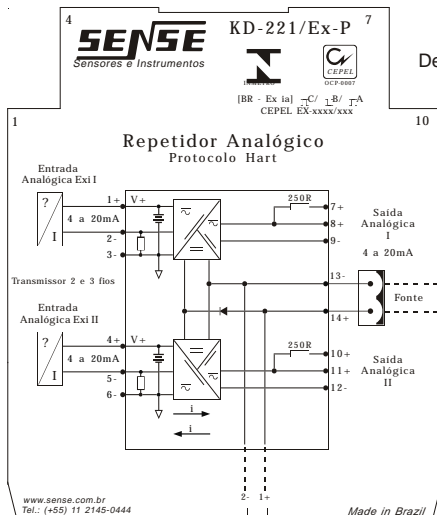 4
SENSE
Sensores e Instrumentos
KD-221/Ex-P
7
CEPEL
OCP-0007
[BR - Ex ia]
CEPEL EX-xxxx/xxx
De
1
10
Repetidor Analógico
Protocolo Hart
Entrada
Analógica Exi I
?
I
1+
V+
4 a 20mA
2-
3-
Transmissor 2 e 3 fios
250R
7+
8+
9-
Saída
Analógica
I
4 a 20mA
13-
Fonte
14+
Entrada
Analógica Exi II
?
I
4+
V+
4 a 20mA
5-
6-
250R
10+
11+
12-
Saída
Analógica
II
i
i
2-
1+
www.sense.com.br
Tel.: (+55) 11 2145-0444
Made in Brazil